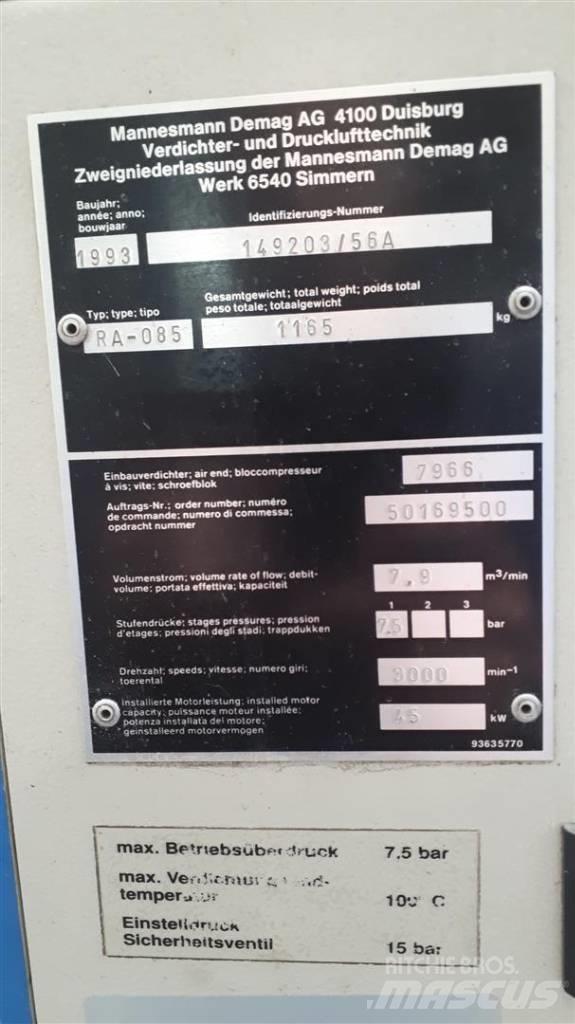 Mannesmann Demag AG 4100 Duisburg
Verdichter- und Drucklufttechnik
Zweigniederlassung der Mannesmann Demag AG
Werk 6540 Simmern
Baujahr;
année; anno;
bouwjaar
Identifizierungs-Nummer
1993
149203/56A
Typ; type; tipo
Gesamtgewicht; total weight; poids total
peso totale; totaalgewicht
RA-085
1165
kg
Einbauverdichter; air end; bloccompresseur
à vis; vite; schroefblok
7966
Auftrags-Nr.; order number; numéro
de commande; numero di commessa;
opdracht nummer
50169500
Volumenstrom; volume rate of flow; debit-
volume; portata effettiva; kapaciteit
7,9 m³/min
1 2 3
Stufendrücke; stages pressures; pression
d'etages; pressioni degli stadi; trappdukken
7,5 bar
Drehzahl; speeds; vitesse; numero giri;
toerental
3000 min-1
installierte Motorleistung; installed motor
capacity; puissance moteur installée;
potenza installata del motore;
geinstalleerd motorvermogen
45 kW
93635770
max. Betriebsüberdruck 7,5 bar
max.
C
Einstelldruck
Sicherheitsventil 15 bar
RITCHIE BROS.
MASCUS